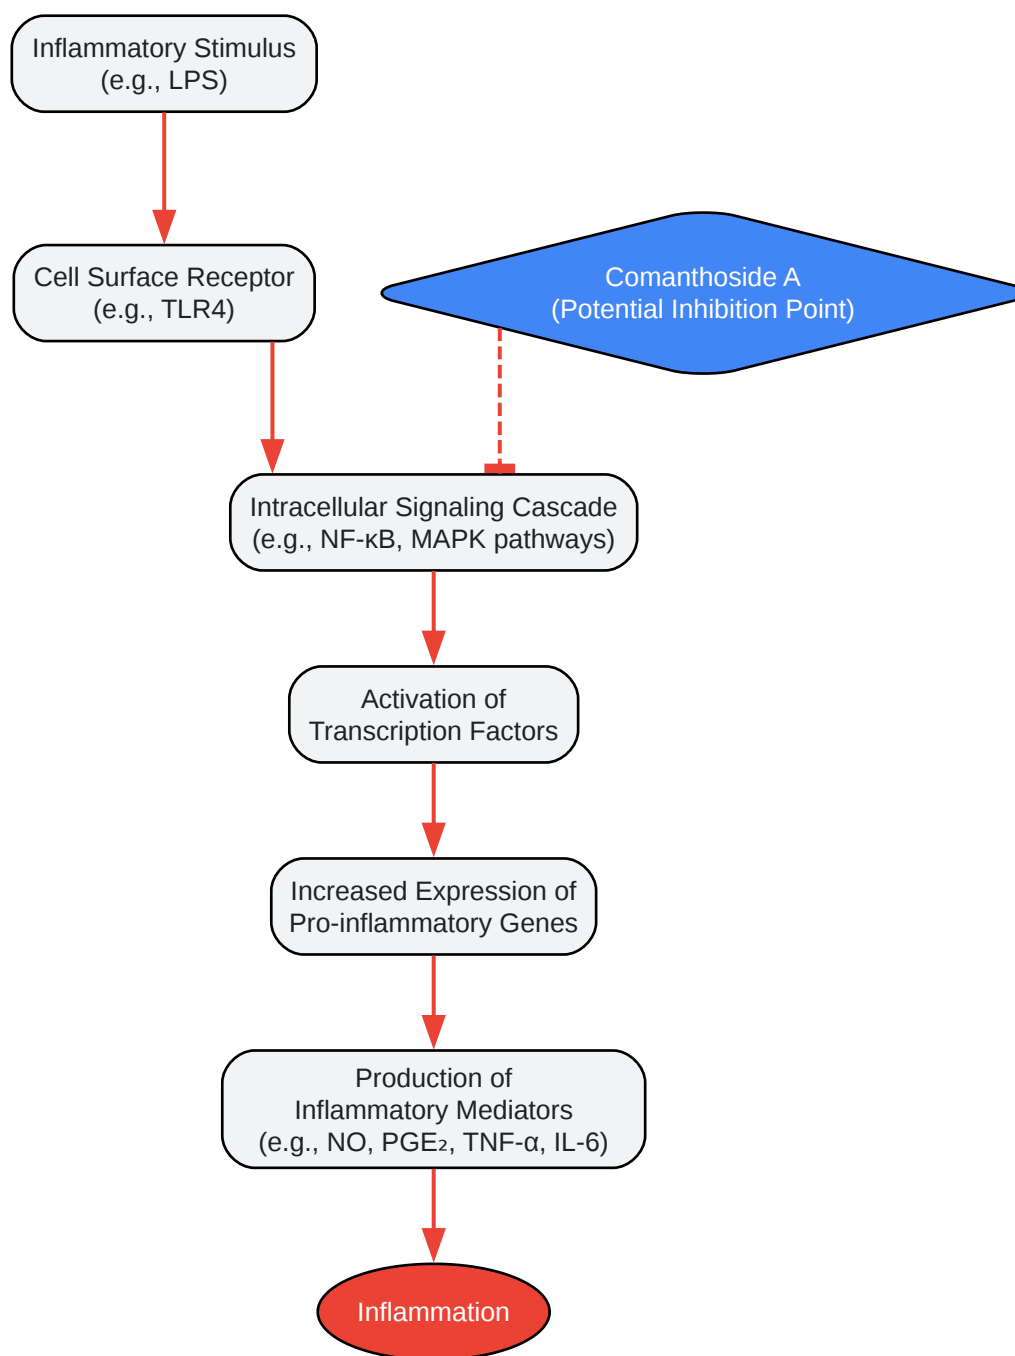 Inflammatory Stimulus
(e.g., LPS)
Cell Surface Receptor
(e.g., TLR4)
Comanthoside A
(Potential Inhibition Point)
Intracellular Signaling Cascade
(e.g., NF-κB, MAPK pathways)
Activation of
Transcription Factors
Increased Expression of
Pro-inflammatory Genes
Production of
Inflammatory Mediators
(e.g., NO, PGE₂, TNF-α, IL-6)
Inflammation